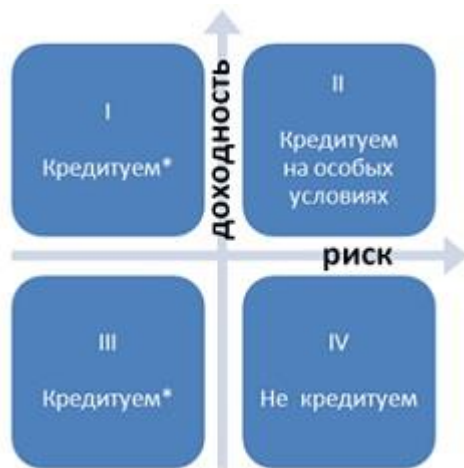 I
Кредитуем*
доходность
II
Кредитуем
на особых
условиях
риск
III
Кредитуем*
IV
Не кредитуем